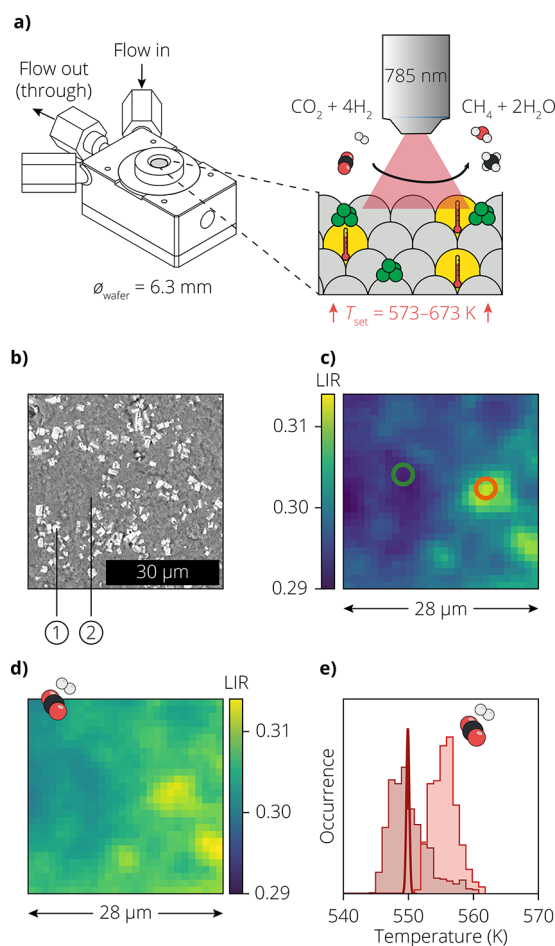 a)
Flow in
Flow out
(through)
785 nm
CO₂ + 4H₂
CH₄ + 2H₂O
ø_wafer = 6.3 mm
T_set = 573–673 K
b)
30 µm
1
2
c)
LIR
0.31
0.30
0.29
28 µm
d)
LIR
0.31
0.30
0.29
28 µm
e)
Occurrence
540
550
560
570
Temperature (K)